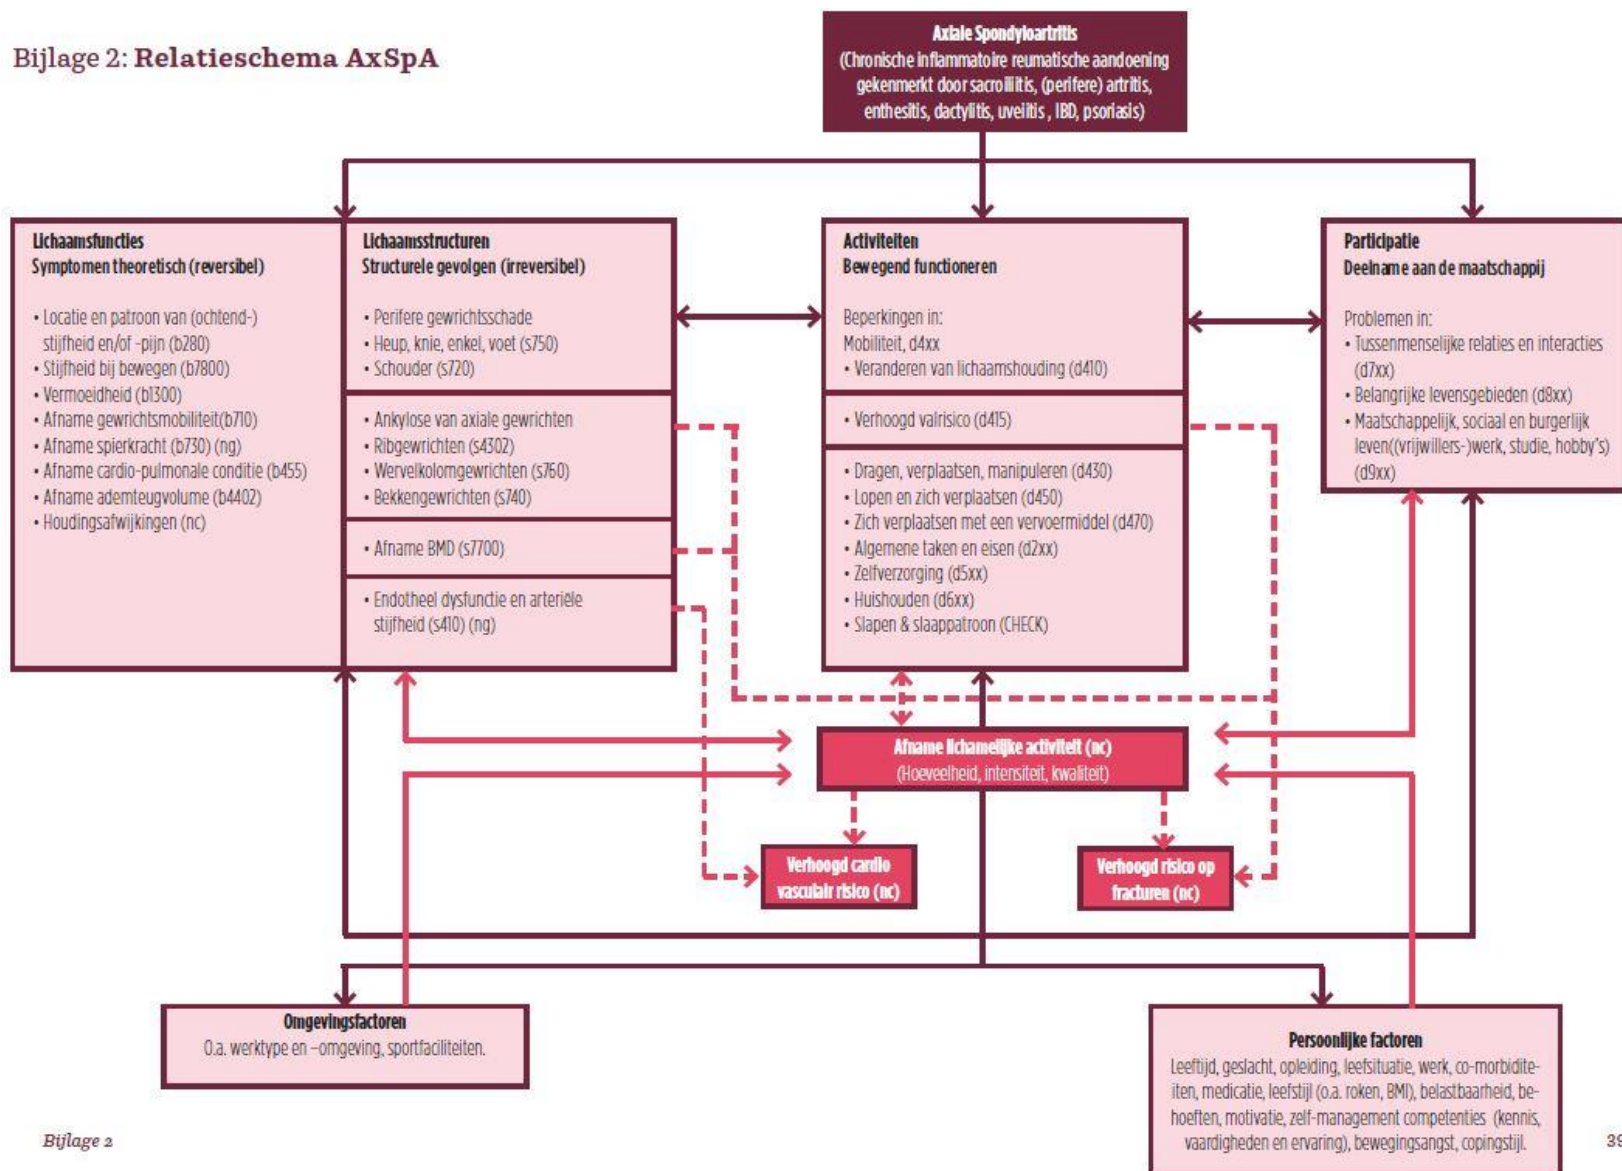 Bijlage 2: Relatieschema AxSpA
Axiale Spondyloartritis
(Chronische inflammatoire reumatische aandoening
gekenmerkt door sacroiliitis, (perifere) artritis,
enthesitis, dactylitis, uveiitis , IBD, psoriasis)
Lichaamsfuncties
Symptomen theoretisch (reversibel)
• Locatie en patroon van (ochtend-)
stijfheid en/of -pijn (b280)
• Stijfheid bij bewegen (b7800)
• Vermoeidheid (b1300)
• Afname gewrichtsmobiliteit(b710)
• Afname spierkracht (b730) (ng)
• Afname cardio-pulmonale conditie (b455)
• Afname ademteugvolume (b4402)
• Houdingsafwijkingen (nc)
Lichaamsstructuren
Structurele gevolgen (irreversibel)
• Perifere gewrichtsschade
• Heup, knie, enkel, voet (s750)
• Schouder (s720)
• Ankylose van axiale gewrichten
• Ribgewrichten (s4302)
• Wervelkolomgewrichten (s760)
• Bekkengewrichten (s740)
• Afname BMD (s7700)
• Endotheel dysfunctie en arteriële
stijfheid (s410) (ng)
Activiteiten
Bewegend functioneren
Beperkingen in:
Mobiliteit, d4xx
• Veranderen van lichaamshouding (d410)
• Verhoogd valrisico (d415)
• Dragen, verplaatsen, manipuleren (d430)
• Lopen en zich verplaatsen (d450)
• Zich verplaatsen met een vervoermiddel (d470)
• Algemene taken en eisen (d2xx)
• Zelfverzorging (d5xx)
• Huishouden (d6xx)
• Slapen & slaappatroon (CHECK)
Participatie
Deelname aan de maatschappij
Problemen in:
• Tussenmenselijke relaties en interacties
(d7xx)
• Belangrijke levensgebieden (d8xx)
• Maatschappelijk, sociaal en burgerlijk
leven((vrijwillers-)werk, studie, hobby's)
(d9xx)
Afname lichamelijke activiteit (nc)
(Hoeveelheid, intensiteit, kwaliteit)
Verhoogd cardio
vasculair risico (nc)
Verhoogd risico op
fracturen (nc)
Omgevingsfactoren
O.a. werktype en –omgeving, sportfaciliteiten.
Persoonlijke factoren
Leeftijd, geslacht, opleiding, leefsituatie, werk, co-morbidite-
iten, medicatie, leefstijl (o.a. roken, BMI), belastbaarheid, be-
hoeften, motivatie, zelf-management competenties (kennis,
vaardigheden en ervaring), bewegingsangst, copingstijl.
Bijlage 2
39